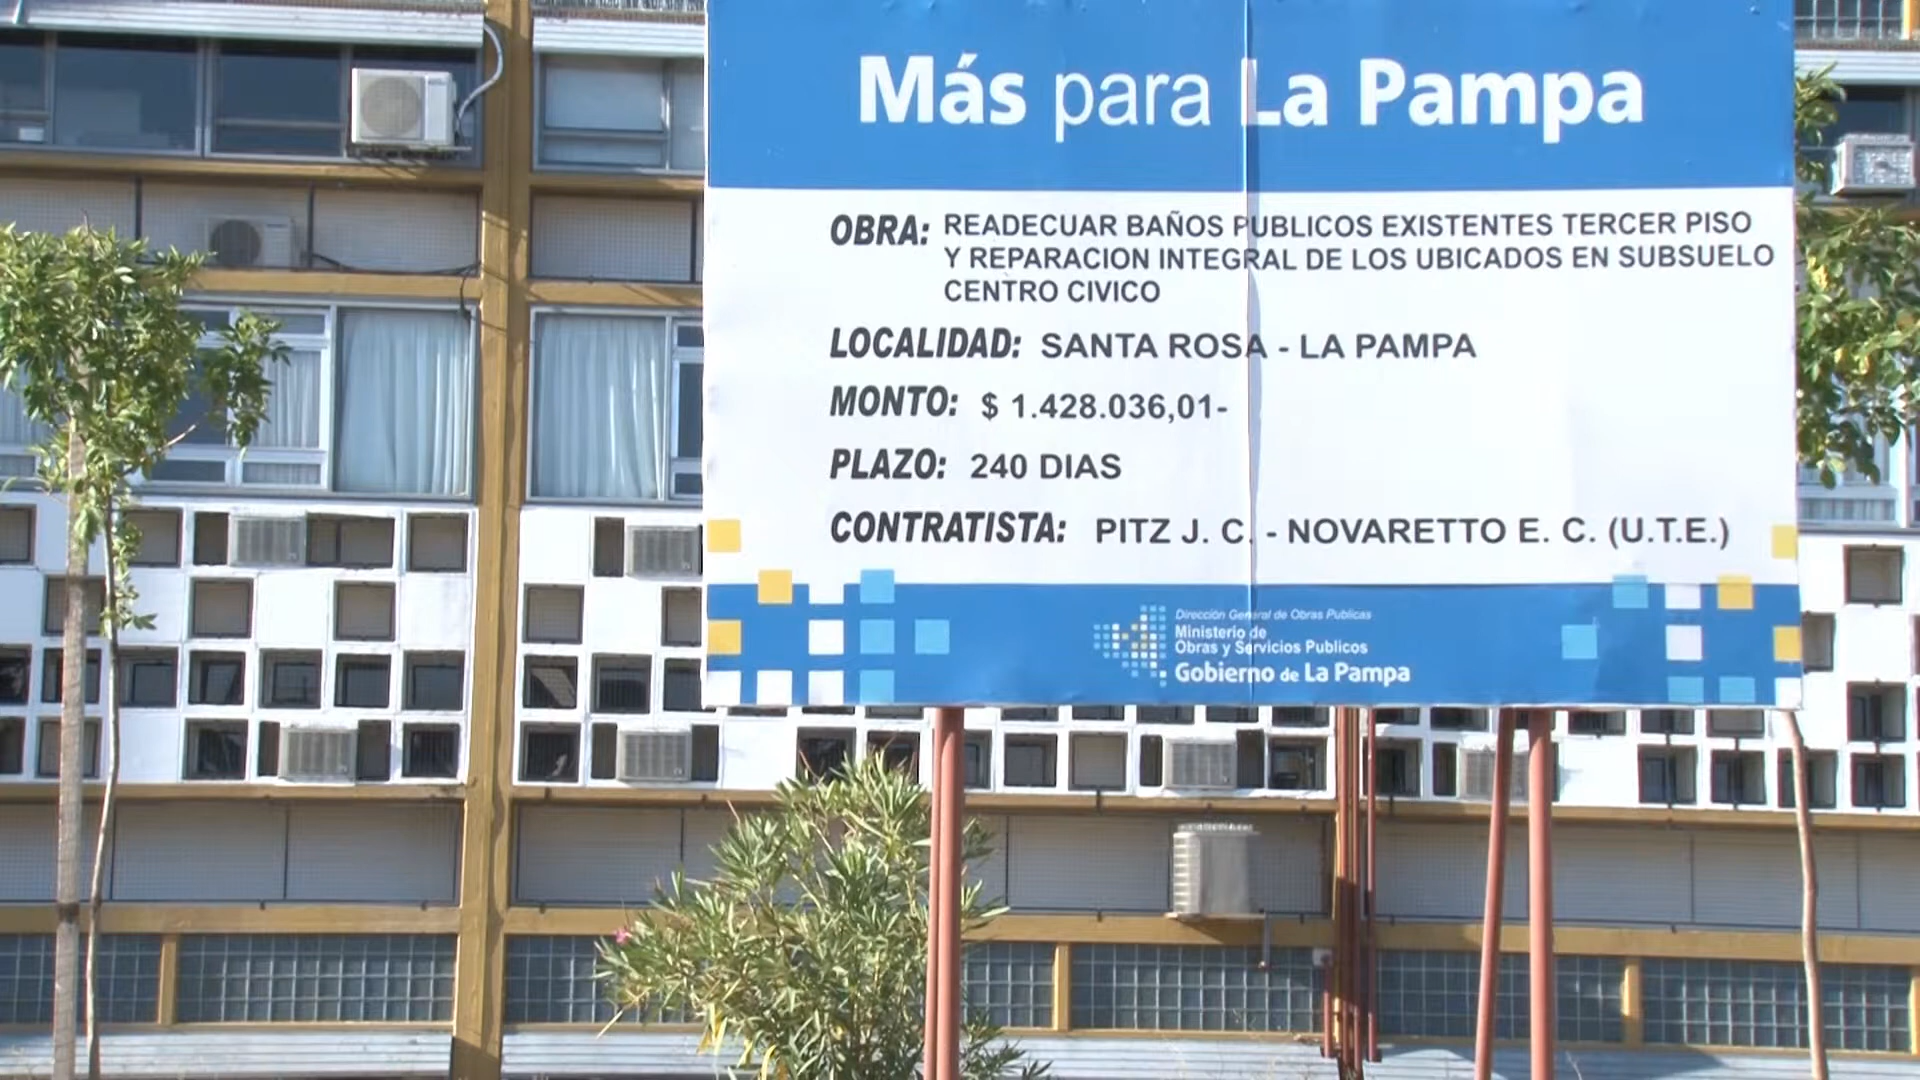 Más para La Pampa
OBRA: READECUAR BAÑOS PUBLICOS EXISTENTES TERCER PISO
Y REPARACION INTEGRAL DE LOS UBICADOS EN SUBSUELO
CENTRO CIVICO
LOCALIDAD: SANTA ROSA - LA PAMPA
MONTO: $ 1.428.036,01-
PLAZO: 240 DIAS
CONTRATISTA: PITZ J. C. - NOVARETTO E. C. (U.T.E.)
Dirección General de Obras Publicas
Ministerio de
Obras y Servicios Publicos
Gobierno de La Pampa